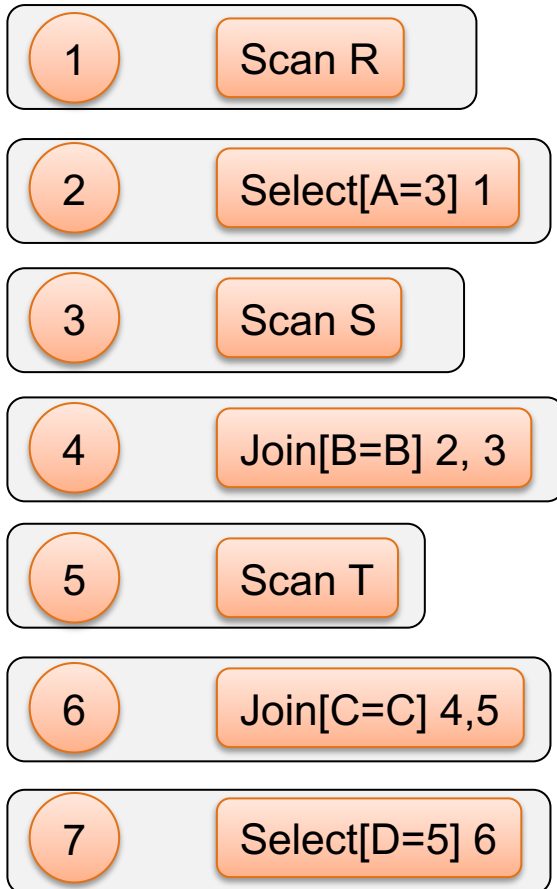 1 Scan R
2 Select[A=3] 1
3 Scan S
4 Join[B=B] 2, 3
5 Scan T
6 Join[C=C] 4,5
7 Select[D=5] 6